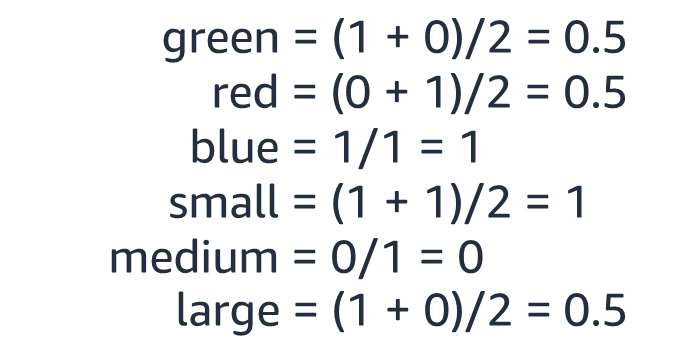 green = (1 + 0)/2 = 0.5
red = (0 + 1)/2 = 0.5
blue = 1/1 = 1
small = (1 + 1)/2 = 1
medium = 0/1 = 0
large = (1 + 0)/2 = 0.5